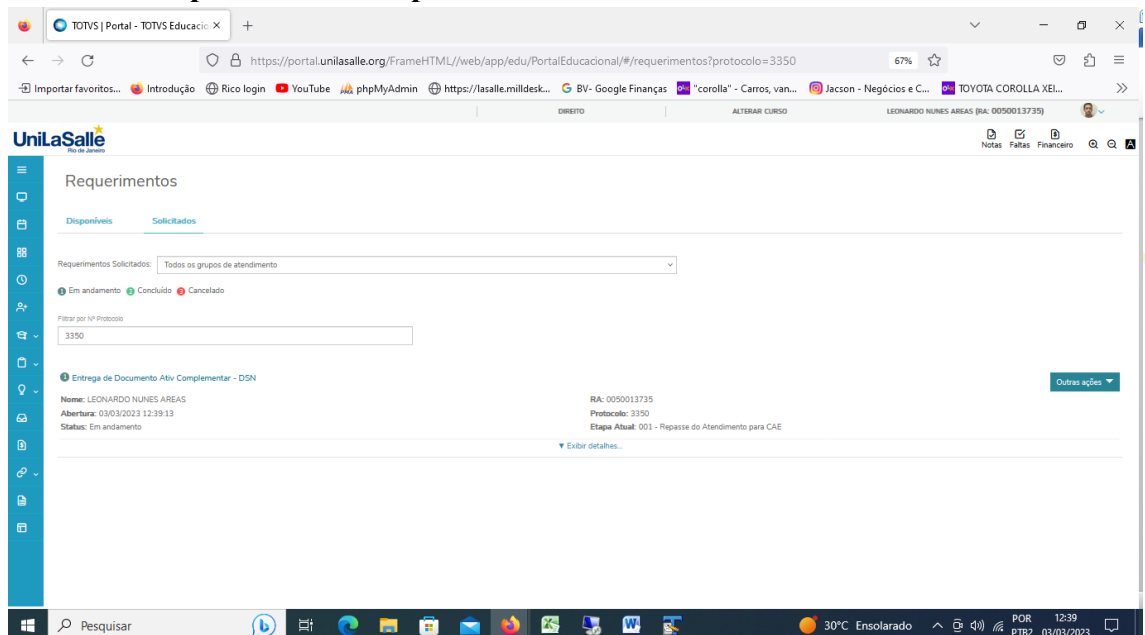 TOTVS | Portal - TOTVS Educacio
https://portal.unilasalle.org/FrameHTML//web/app/edu/PortalEducacional/#/requerimentos?protocolo=3350
67%
Importar favoritos... Introdução Rico login YouTube phpMyAdmin https://lasalle.milldesk... BV- Google Finanças "corolla" - Carros, van... Jacson - Negócios e C... TOYOTA COROLLA XEI...
DIREITO ALTERAR CURSO LEONARDO NUNES AREAS (RA: 0050013735)
UniLaSalle
Rio de Janeiro
Notas Faltas Financeiro A
Requerimentos
Disponíveis Solicitados
Requerimentos Solicitados: Todos os grupos de atendimento
1 Em andamento 2 Concluído 3 Cancelado
Filtrar por Nº Protocolo
3350
1 Entrega de Documento Ativ Complementar - DSN
Outras ações
Nome: LEONARDO NUNES AREAS RA: 0050013735
Abertura: 03/03/2023 12:39:13 Protocolo: 3350
Status: Em andamento Etapa Atual: 001 - Repasse do Atendimento para CAE
Exibir detalhes...
Pesquisar
30°C Ensolarado
POR 12:39
PTB2 03/03/2023